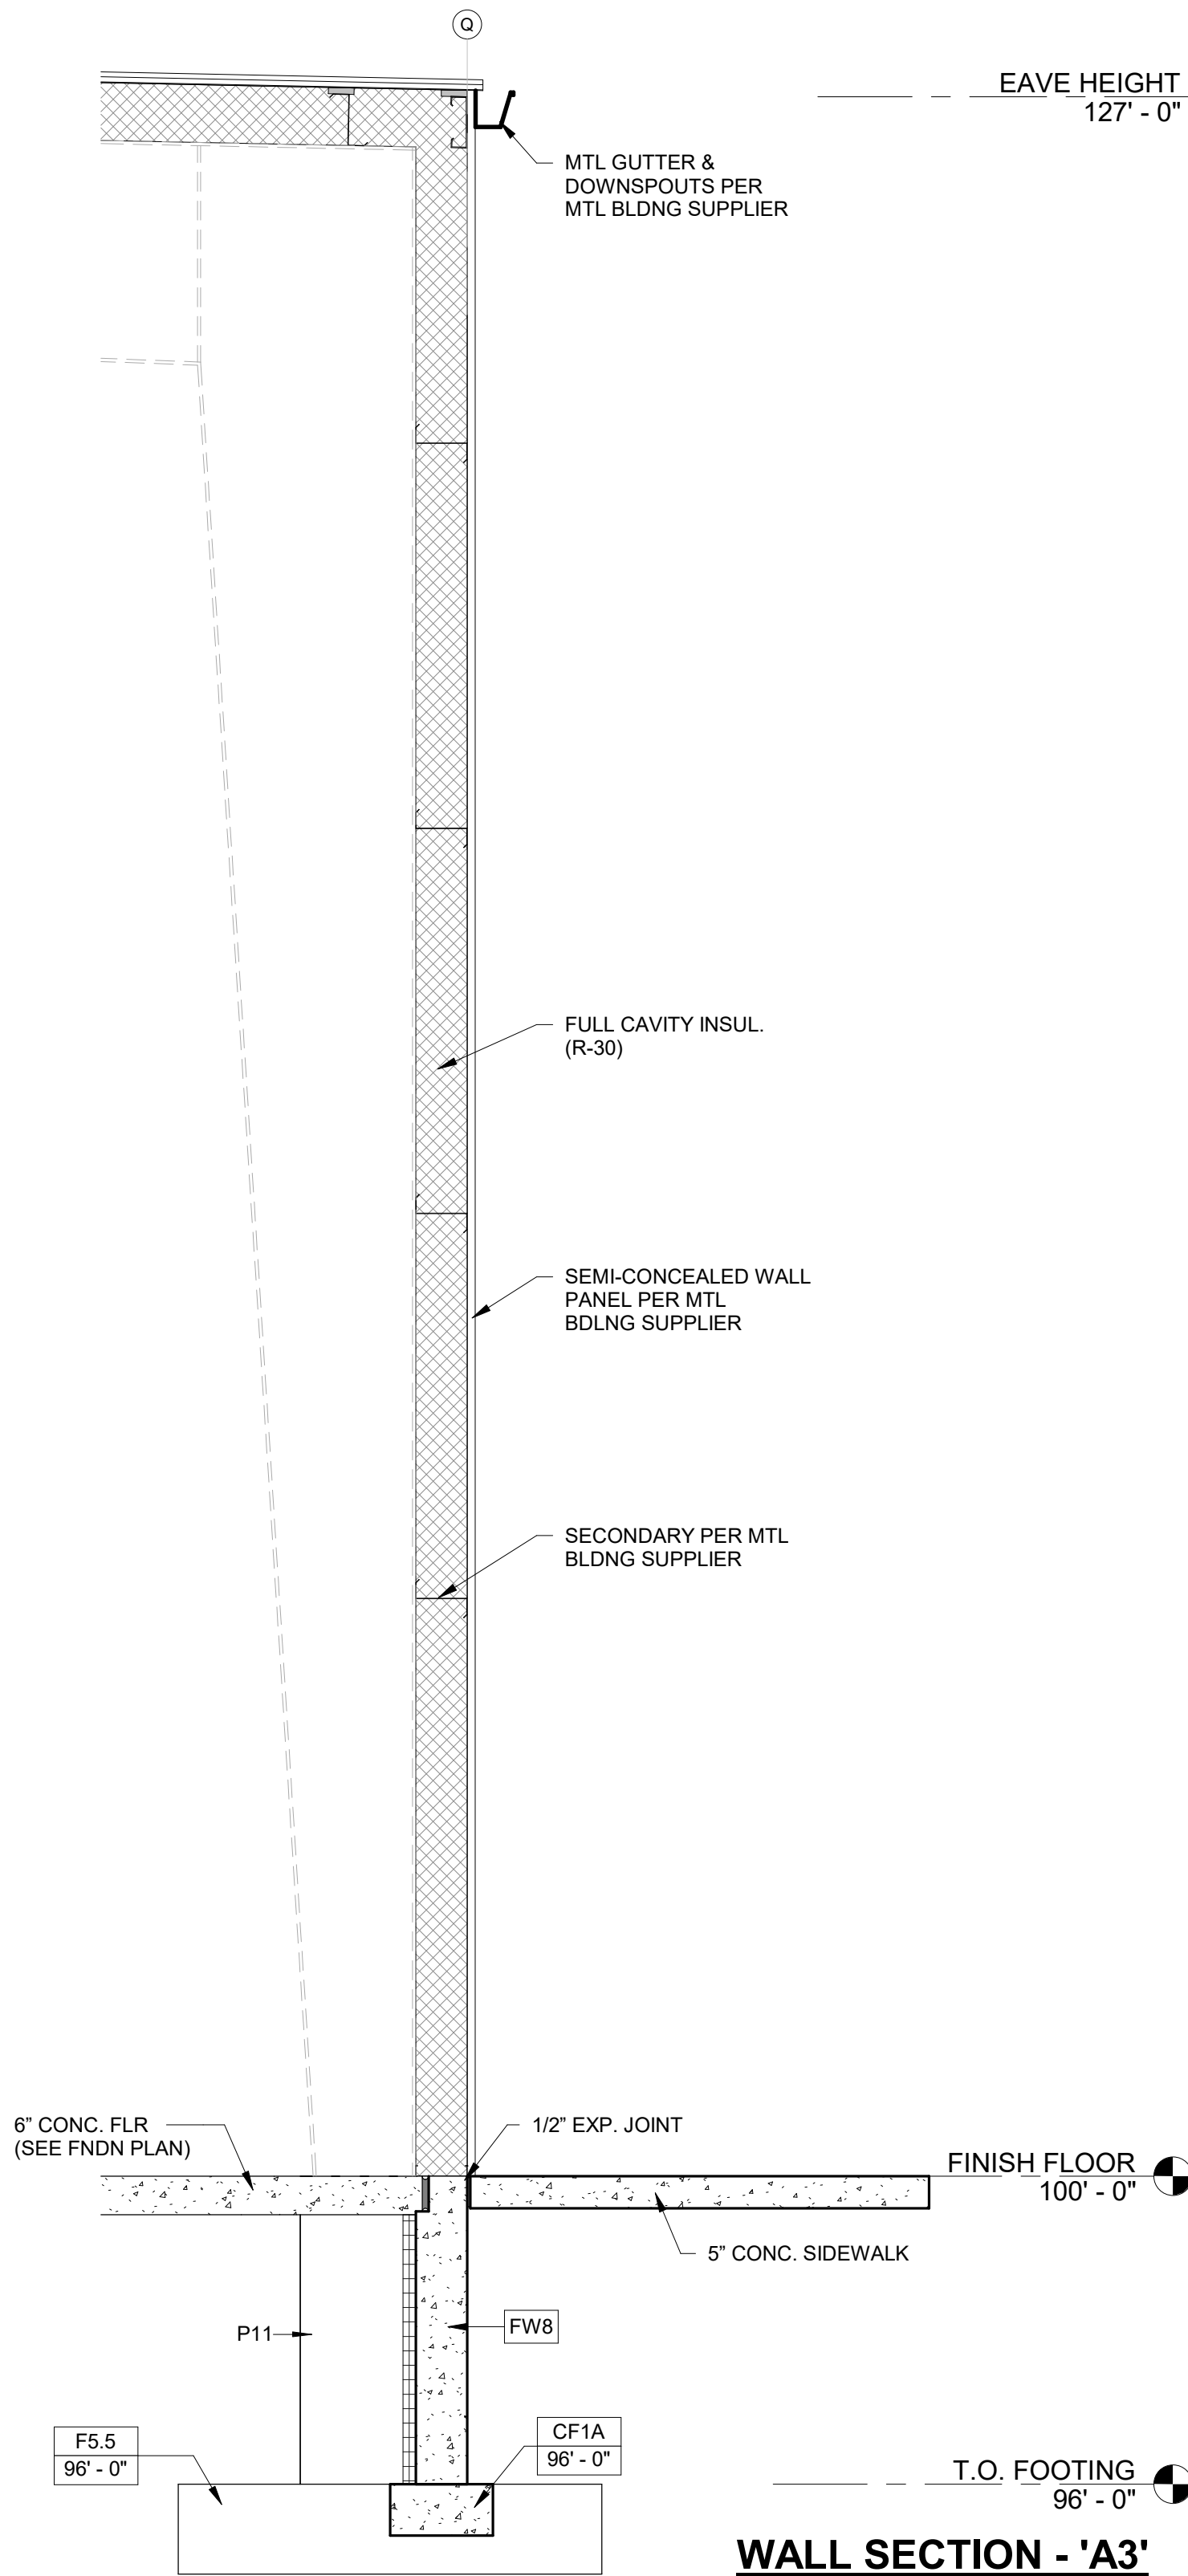 Q
EAVE HEIGHT
127' - 0"
MTL GUTTER &
DOWNSPOUTS PER
MTL BLDNG SUPPLIER
FULL CAVITY INSUL.
(R-30)
SEMI-CONCEALED WALL
PANEL PER MTL
BDLNG SUPPLIER
SECONDARY PER MTL
BLDNG SUPPLIER
6" CONC. FLR
(SEE FNDN PLAN)
1/2" EXP. JOINT
FINISH FLOOR
100' - 0"
5" CONC. SIDEWALK
P11
FW8
F5.5
96' - 0"
CF1A
96' - 0"
T.O. FOOTING
96' - 0"
WALL SECTION - 'A3'